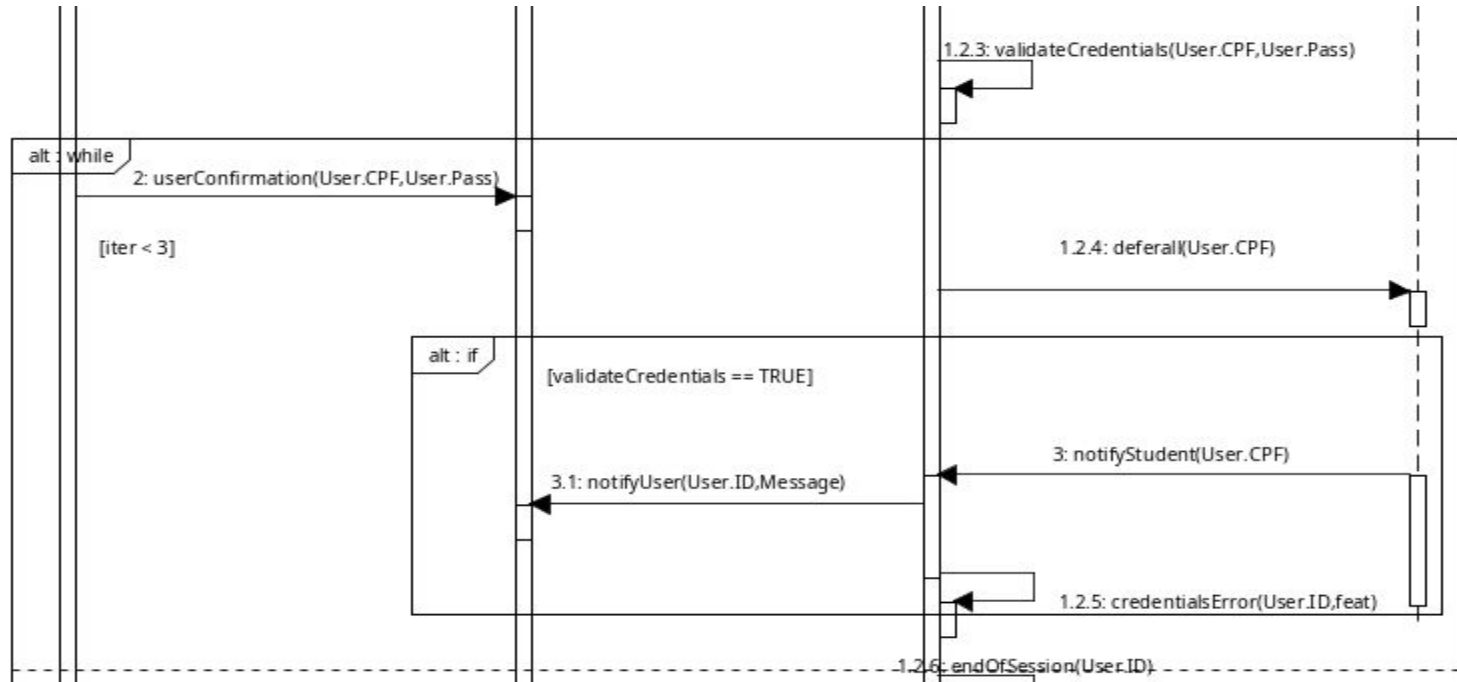 1.2.3: validateCredentials(User.CPF,User.Pass)
alt : while
2: userConfirmation(User.CPF,User.Pass)
[iter < 3]
1.2.4: deferall(User.CPF)
alt : if
[validateCredentials == TRUE]
3: notifyStudent(User.CPF)
3.1: notifyUser(User.ID,Message)
1.2.5: credentialsError(User.ID,feat)
1.2.6: endOfSession(User.ID)